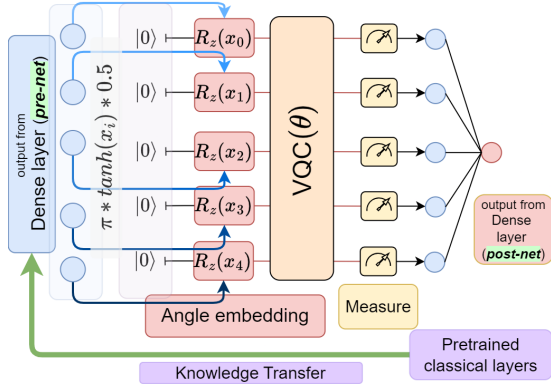 output from
Dense layer (pre-net)
π * tanh(x_i) * 0.5
|0⟩ R_z(x_0)
|0⟩ R_z(x_1)
|0⟩ R_z(x_2)
|0⟩ R_z(x_3)
|0⟩ R_z(x_4)
VQC(θ)
output from
Dense
layer
(post-net)
Angle embedding
Measure
Pretrained
classical layers
Knowledge Transfer